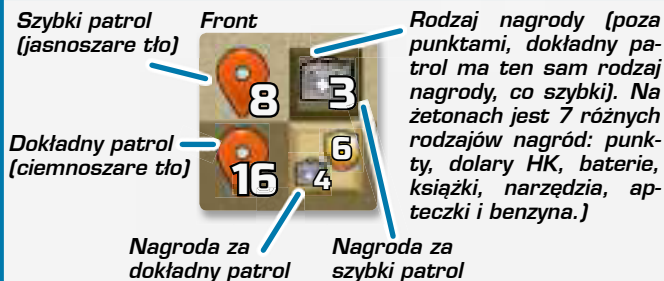 Szybki patrol
(jasnoszare tło)
Front
Rodzaj nagrody (poza
punktami, dokładny pa-
trol ma ten sam rodzaj
nagrody, co szybki). Na
żetonach jest 7 różnych
rodzajów nagród: punk-
ty, dolary HK, baterie,
książki, narzędzia, ap-
teczki i benzyna.)
8
3
Dokładny patrol
(ciemnoszare tło)
16
6
4
Nagroda za
dokładny patrol
Nagroda za
szybki patrol